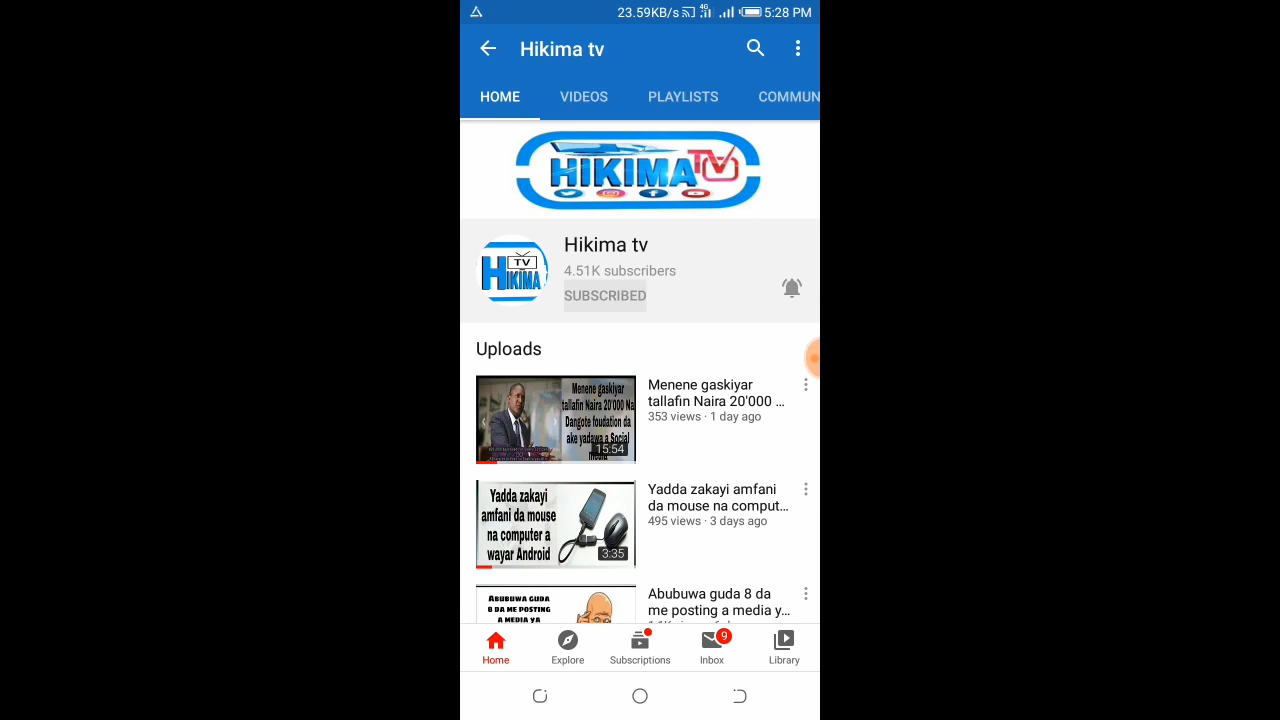 23.59KB/s 4G 5:28 PM
Hikima tv
HOME VIDEOS PLAYLISTS COMMUN
HIKIMA TV
Hikima tv
4.51K subscribers
SUBSCRIBED
TV
HIKIMA
Uploads
Menene gaskiyar
tallafin Naira 20'000 Na
Dangote foudation da
ake yadawa a Social
media
15:54
Menene gaskiyar
tallafin Naira 20'000 ...
353 views · 1 day ago
Yadda zakayi
amfani da mouse
na computer a
wayar Android
3:35
Yadda zakayi amfani
da mouse na comput...
495 views · 3 days ago
ABUBUWA GUDA
8 DA ME POSTING
A MEDIA YA
Abubuwa guda 8 da
me posting a media y...
9
Home Explore Subscriptions Inbox Library